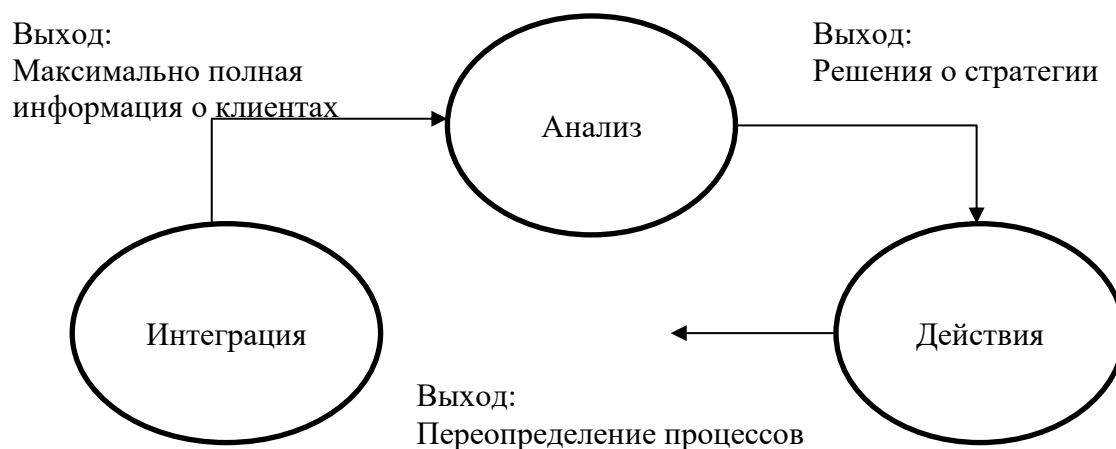 Выход:
Максимально полная
информация о клиентах
Анализ
Выход:
Решения о стратегии
Интеграция
Действия
Выход:
Переопределение процессов